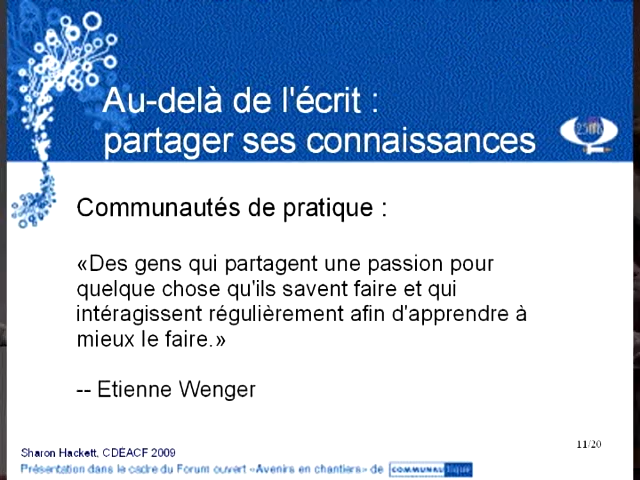 Au-delà de l'écrit :
partager ses connaissances
Communautés de pratique :
«Des gens qui partagent une passion pour
quelque chose qu'ils savent faire et qui
intéragissent régulièrement afin d'apprendre à
mieux le faire.»
-- Etienne Wenger
11/20
Sharon Hackett, CDÉACF 2009
Présentation dans le cadre du Forum ouvert «Avenirs en chantiers» de COMMUNAUtique